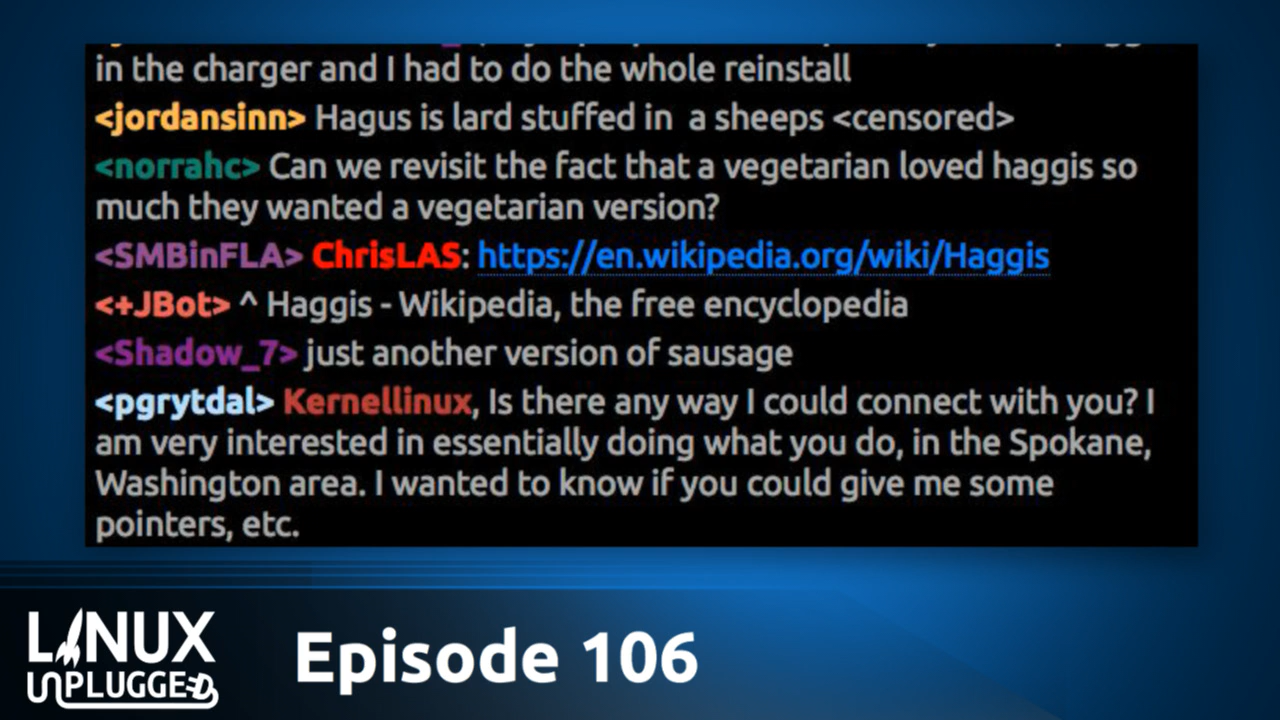 in the charger and I had to do the whole reinstall
<jordansinn> Hagus is lard stuffed in  a sheeps <censored>
<norrahc> Can we revisit the fact that a vegetarian loved haggis so
much they wanted a vegetarian version?
<SMBinFLA> ChrisLAS: https://en.wikipedia.org/wiki/Haggis
<+JBot> ^ Haggis - Wikipedia, the free encyclopedia
<Shadow_7> just another version of sausage
<pgrytdal> Kernellinux, Is there any way I could connect with you? I
am very interested in essentially doing what you do, in the Spokane,
Washington area. I wanted to know if you could give me some
pointers, etc.
LINUX
UNPLUGGED
Episode 106